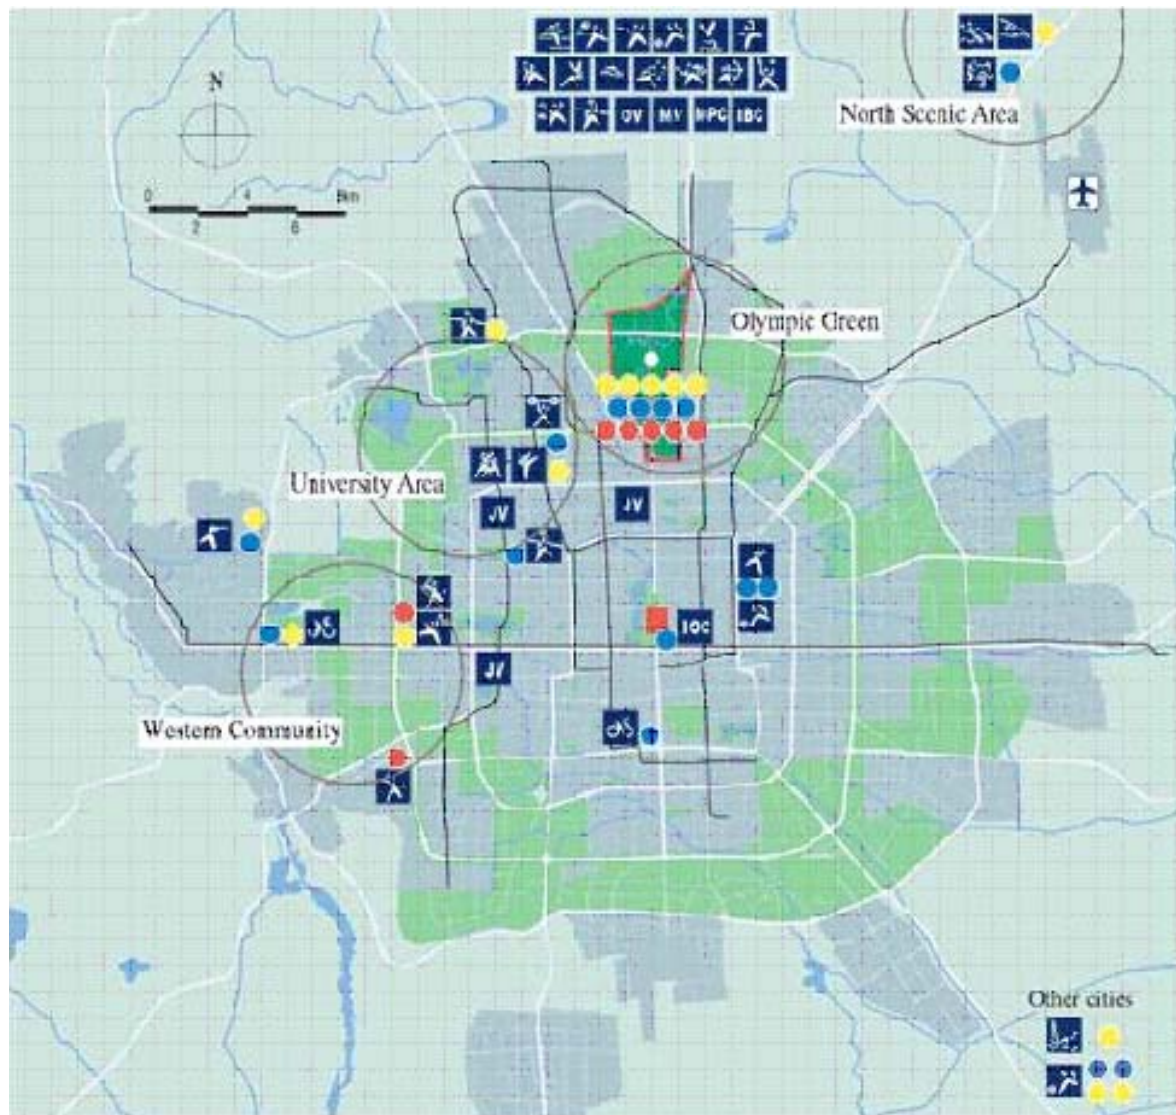 North Scenic Area
N
0 4 8km
2 6
OV MV MPC IBC
Olympic Green
University Area
JV
JV
IOC
JV
Western Community
Other cities